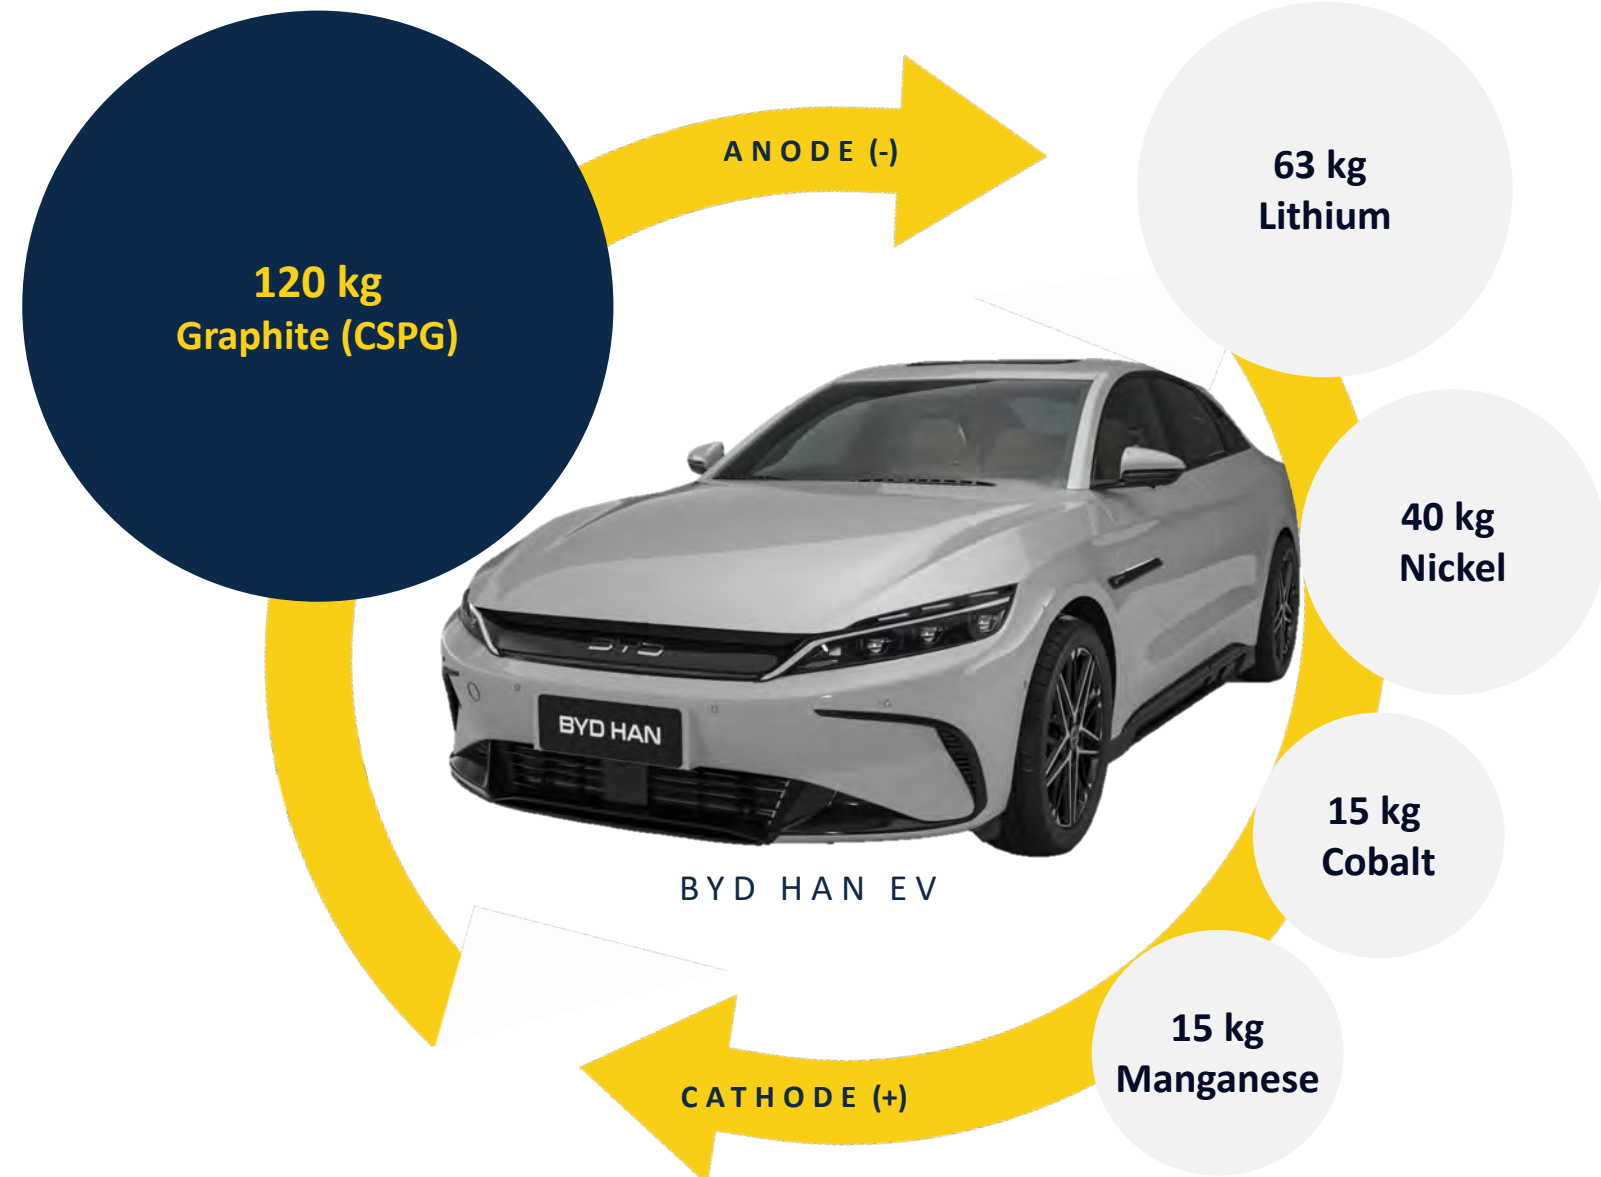 ANODE (-)
63 kg
Lithium
120 kg
Graphite (CSPG)
40 kg
Nickel
BYD
BYD HAN
15 kg
Cobalt
BYD HAN EV
15 kg
Manganese
CATHODE (+)